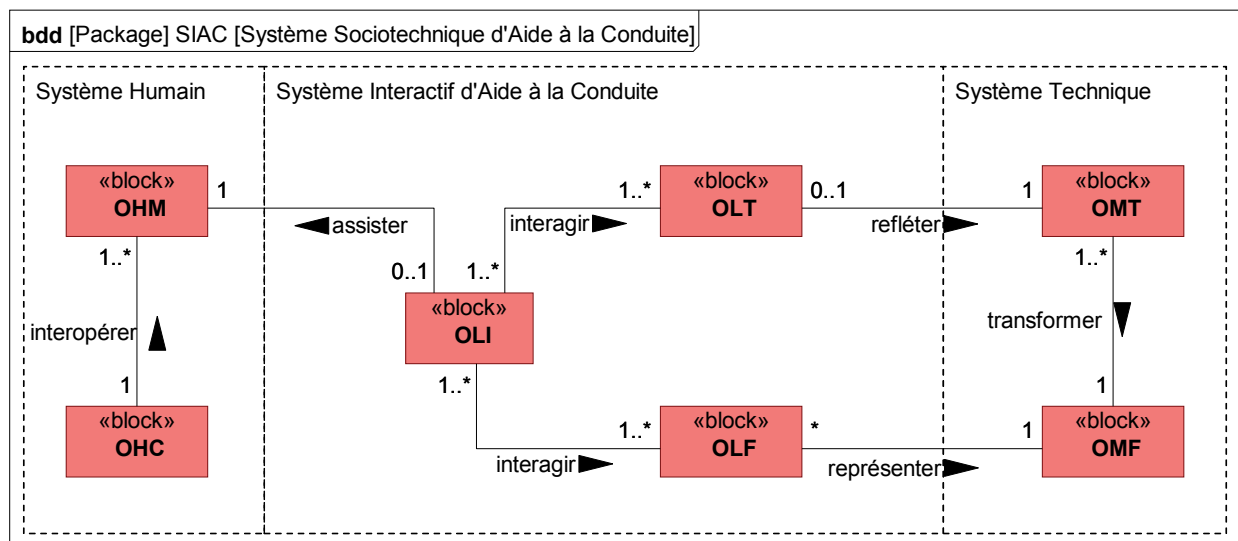 bdd [Package] SIAC [Système Sociotechnique d'Aide à la Conduite]
Système Humain
Système Interactif d'Aide à la Conduite
Système Technique
«block»
OHM
1
1..*
interopérer
1
«block»
OHC
assister
0..1
1..*
interagir
1..*
«block»
OLI
1..*
interagir
1..*
«block»
OLT
0..1
refléter
1
«block»
OLF
*
représenter
1
«block»
OMT
1..*
transformer
1
«block»
OMF